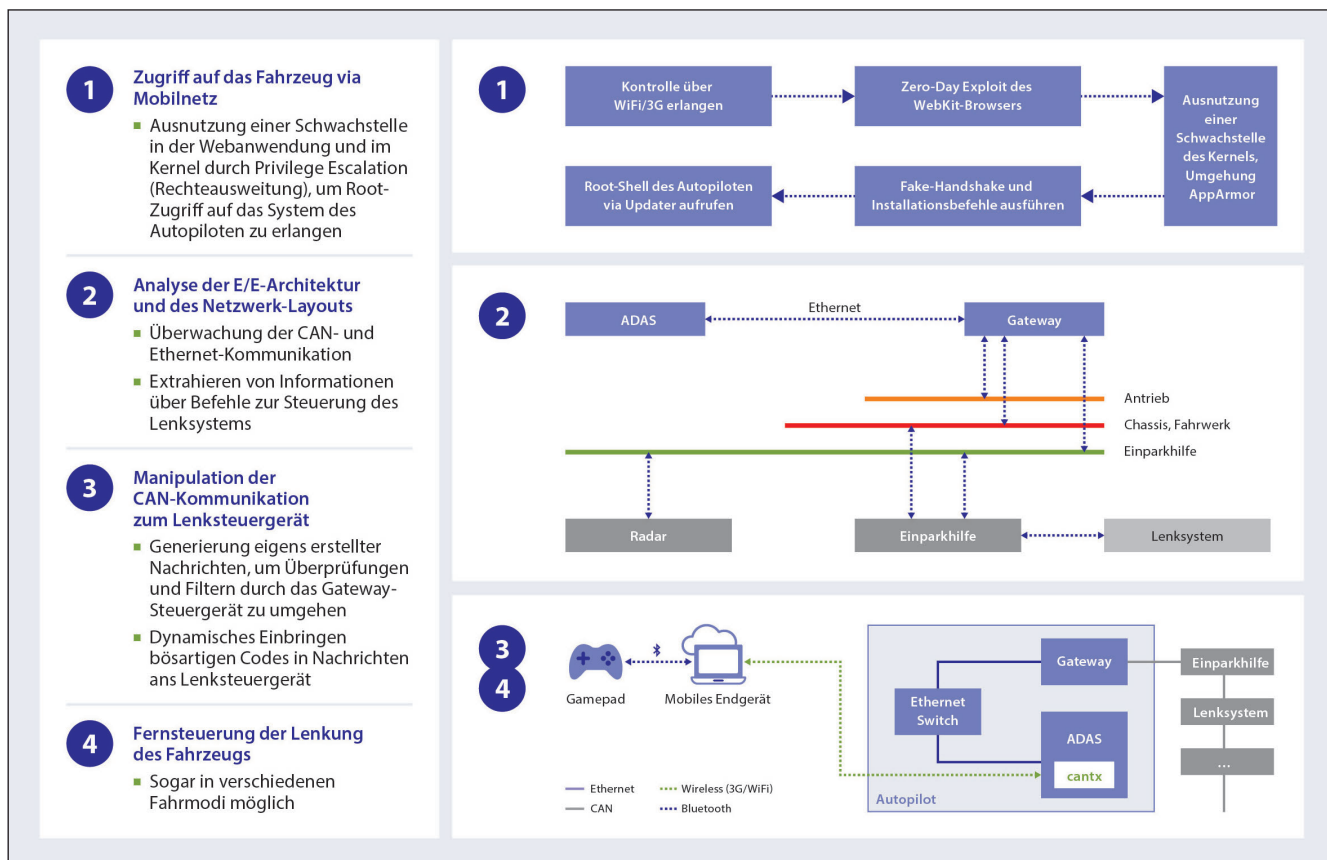 1
Zugriff auf das Fahrzeug via
Mobilnetz
Ausnutzung einer Schwachstelle
in der Webanwendung und im
Kernel durch Privilege Escalation
(Rechteausweitung), um Root-
Zugriff auf das System des
Autopiloten zu erlangen
2
Analyse der E/E-Architektur
und des Netzwerk-Layouts
Überwachung der CAN- und
Ethernet-Kommunikation
Extrahieren von Informationen
über Befehle zur Steuerung des
Lenksystems
3
Manipulation der
CAN-Kommunikation
zum Lenksteuergerät
Generierung eigens erstellter
Nachrichten, um Überprüfungen
und Filtern durch das Gateway-
Steuergerät zu umgehen
Dynamisches Einbringen
bösartigen Codes in Nachrichten
ans Lenksteuergerät
4
Fernsteuerung der Lenkung
des Fahrzeugs
Sogar in verschiedenen
Fahrmodi möglich
1
Kontrolle über
WiFi/3G erlangen
Zero-Day Exploit des
WebKit-Browsers
Ausnutzung
einer
Schwachstelle
des Kernels,
Umgehung
AppArmor
Fake-Handshake und
Installationsbefehle ausführen
Root-Shell des Autopiloten
via Updater aufrufen
2
ADAS
Ethernet
Gateway
Antrieb
Chassis, Fahrwerk
Einparkhilfe
Radar
Einparkhilfe
Lenksystem
3
4
Gamepad
Mobiles Endgerät
Ethernet
Switch
Gateway
ADAS
cantx
Autopilot
Einparkhilfe
Lenksystem
...
Ethernet
Wireless (3G/WiFi)
CAN
Bluetooth